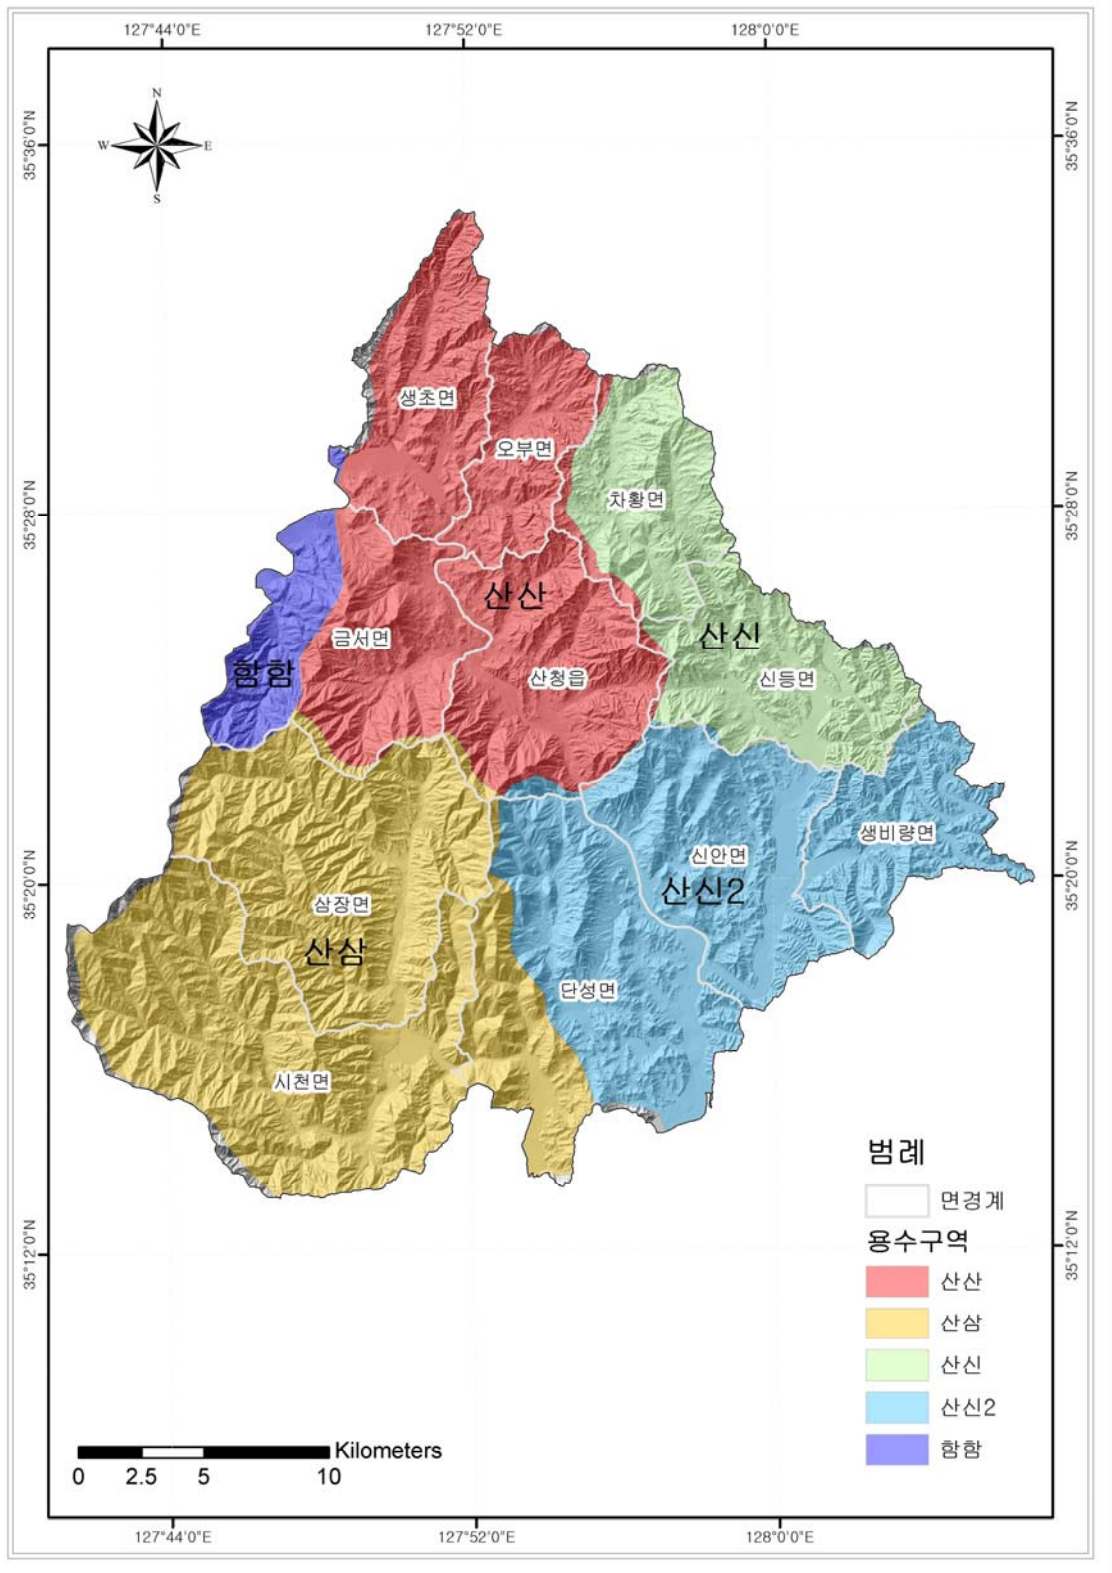 127°44'0"E 127°52'0"E 128°0'0"E
N
W E
S
35°36'0"N 35°36'0"N
생초면
오부면
차황면
35°28'0"N 35°28'0"N
산산
금서면
산신
함함
산청읍
신등면
생비량면
신안면
35°20'0"N 35°20'0"N
산신2
삼장면
산삼
단성면
시천면
범례
면경계
용수구역
35°12'0"N 35°12'0"N
산산
산삼
산신
산신2
함함
Kilometers
0 2.5 5 10
127°44'0"E 127°52'0"E 128°0'0"E